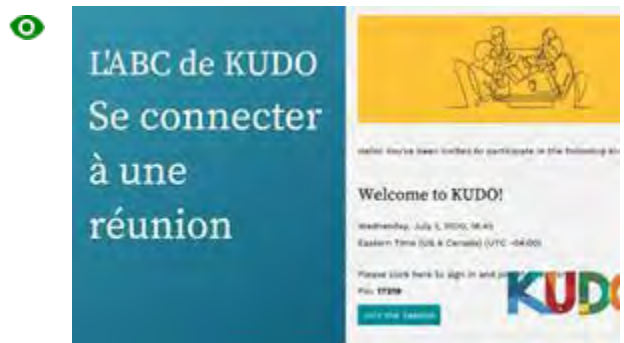 L'ABC de KUDO
Se connecter
à une
réunion
Hello! You've been invited to participate in the following
Welcome to KUDO!
Wednesday, July 1, 2020, 16:45
Eastern Time (US & Canada) (UTC -04:00)
Please click here to sign in and
Pin:
Join the Session
KUDO